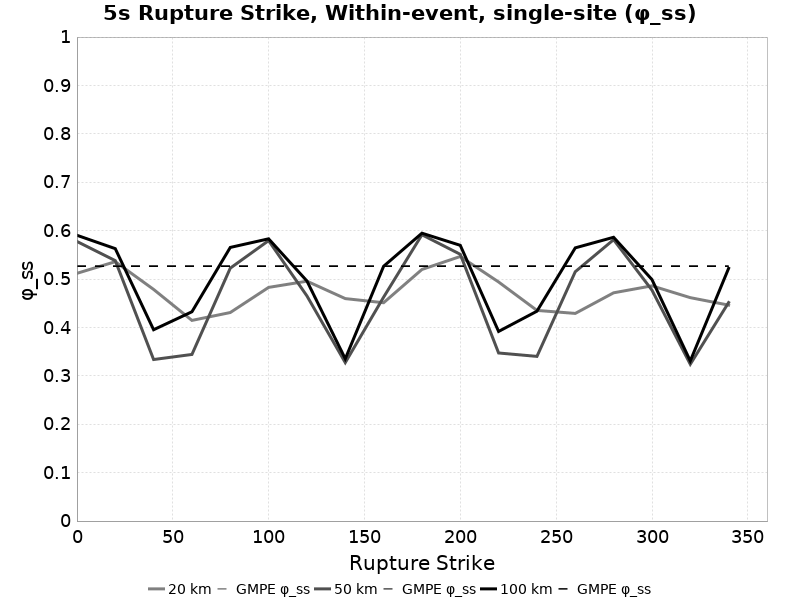 5s Rupture Strike, Within-event, single-site (φ_ss)
1
0.9
0.8
0.7
0.6
0.5
0.4
0.3
0.2
0.1
0
φ_ss
0 50 100 150 200 250 300 350
Rupture Strike
20 km GMPE φ_ss 50 km GMPE φ_ss 100 km GMPE φ_ss